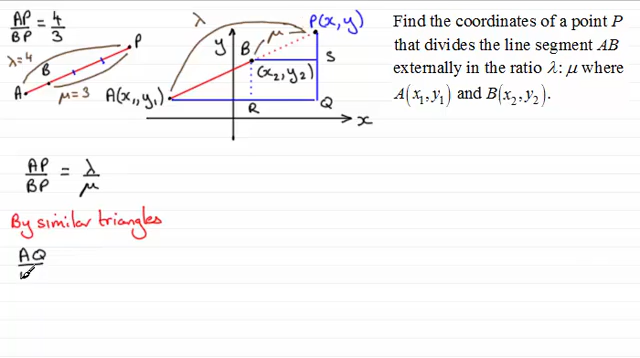 AP/BP = 4/3
λ=4
A B P
μ=3
λ
y
μ
P(x,y)
B
S
(x₂,y₂)
A(x₁,y₁)
R
Q
x
Find the coordinates of a point P
that divides the line segment AB
externally in the ratio λ: μ where
A(x₁,y₁) and B(x₂,y₂).
AP/BP = λ/μ
By similar triangles
AQ